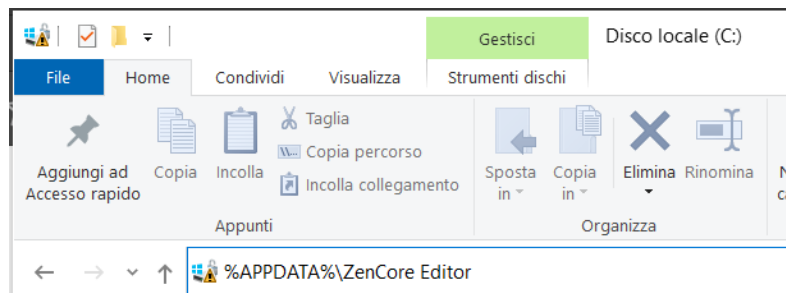 Gestisci
Disco locale (C:)
File
Home
Condividi
Visualizza
Strumenti dischi
Aggiungi ad
Accesso rapido
Copia
Incolla
Taglia
Copia percorso
Incolla collegamento
Appunti
Sposta
in
Copia
in
Elimina
Rinomina
Organizza
%APPDATA%\ZenCore Editor